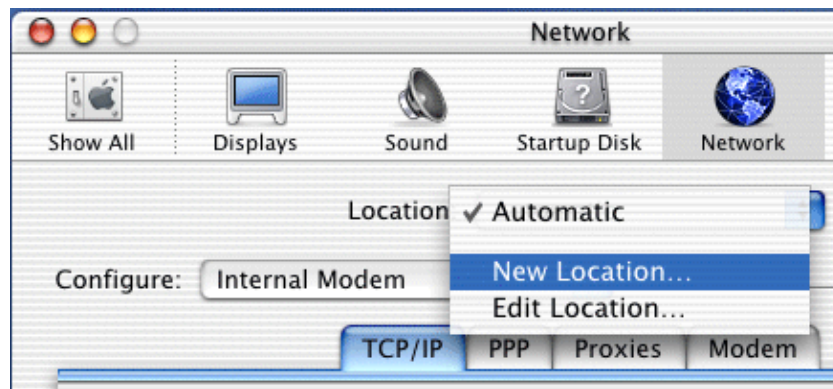 Network
Show All Displays Sound Startup Disk Network
Location ✓ Automatic
New Location...
Configure: Internal Modem
Edit Location...
TCP/IP PPP Proxies Modem